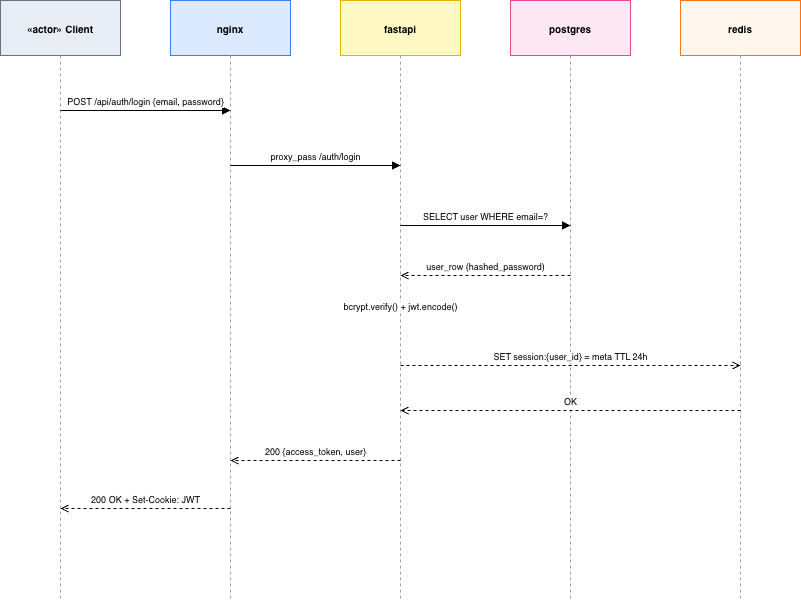 «actor» Client
nginx
fastapi
postgres
redis
POST /api/auth/login {email, password}
proxy_pass /auth/login
SELECT user WHERE email=?
user_row (hashed_password)
bcrypt.verify() + jwt.encode()
SET session:{user_id} = meta TTL 24h
OK
200 {access_token, user}
200 OK + Set-Cookie: JWT